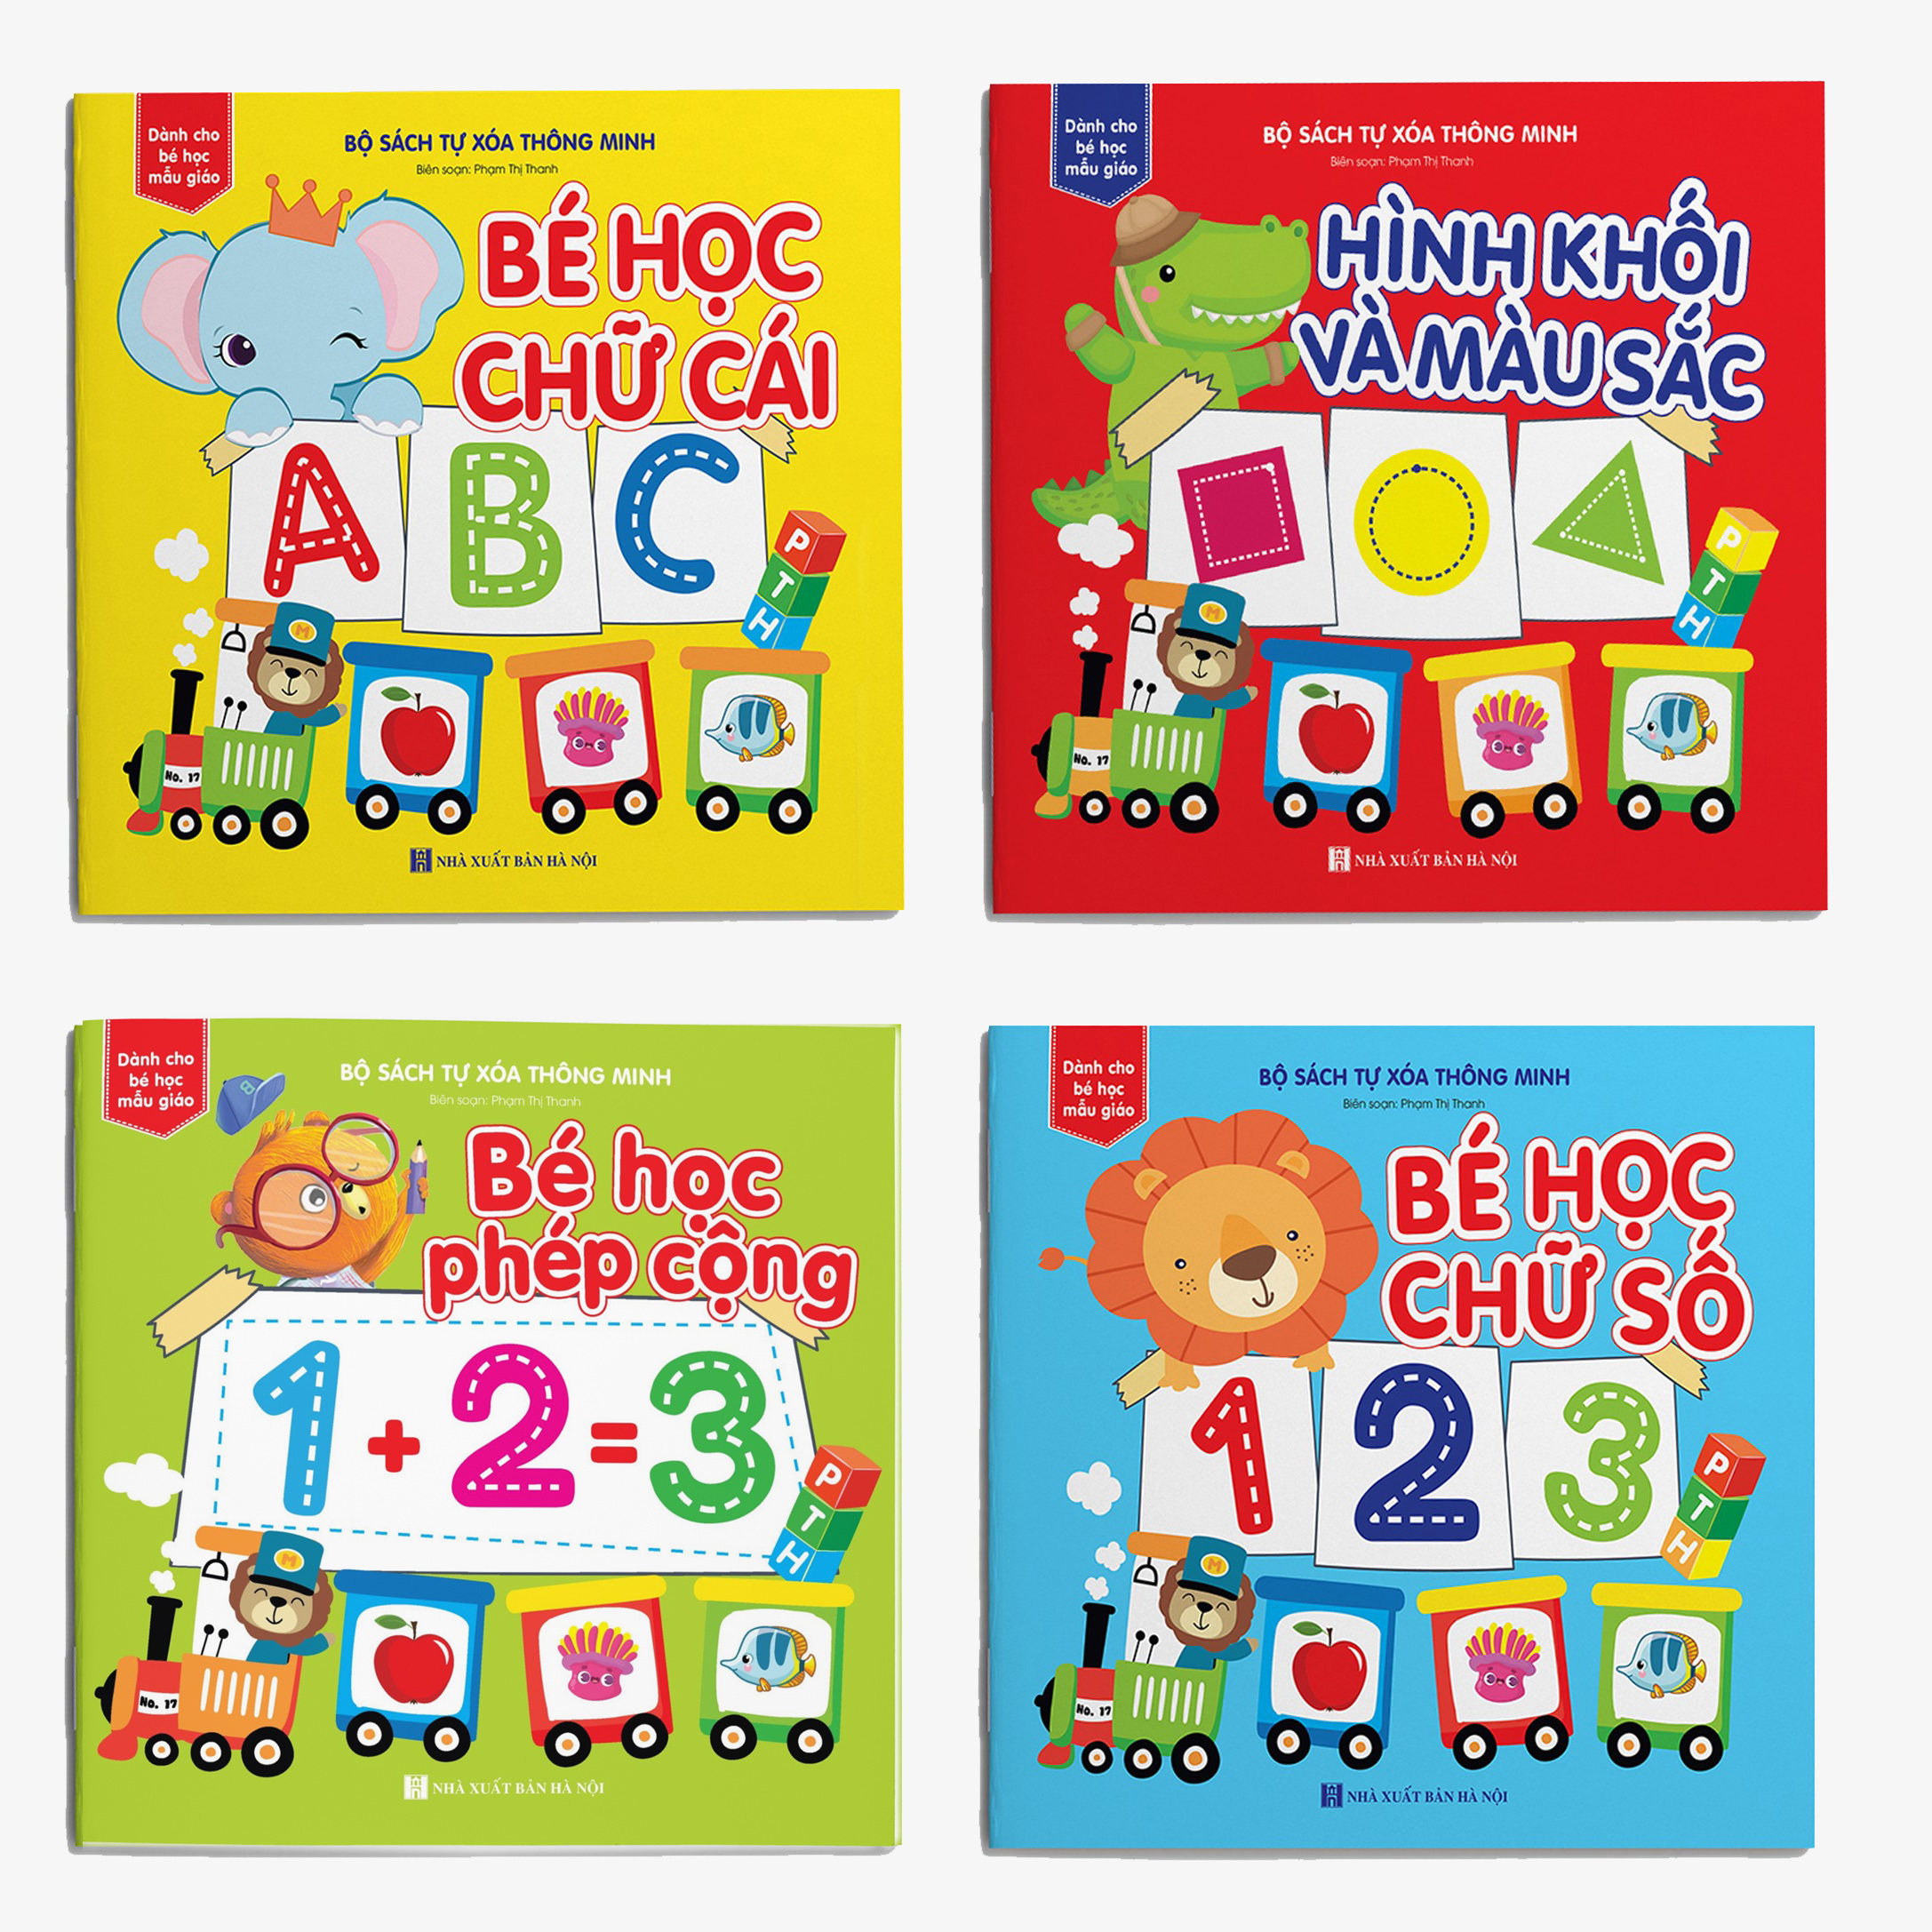 Dành cho
bé học
mẫu giáo
BỘ SÁCH TỰ XÓA THÔNG MINH
Biên soạn: Phạm Thị Thanh
BÉ HỌC
CHỮ CÁI
A B C
P
T
H
D
M
No. 17
NHÀ XUẤT BẢN HÀ NỘI
Dành cho
bé học
mẫu giáo
BỘ SÁCH TỰ XÓA THÔNG MINH
Biên soạn: Phạm Thị Thanh
HÌNH KHỐI
VÀ MÀU SẮC
P
T
H
D
M
No. 17
NHÀ XUẤT BẢN HÀ NỘI
Dành cho
bé học
mẫu giáo
BỘ SÁCH TỰ XÓA THÔNG MINH
Biên soạn: Phạm Thị Thanh
B
Bé học
phép cộng
1 + 2 = 3
P
T
H
D
M
No. 17
NHÀ XUẤT BẢN HÀ NỘI
Dành cho
bé học
mẫu giáo
BỘ SÁCH TỰ XÓA THÔNG MINH
Biên soạn: Phạm Thị Thanh
BÉ HỌC
CHỮ SỐ
1 2 3
P
T
H
D
M
No. 17
NHÀ XUẤT BẢN HÀ NỘI